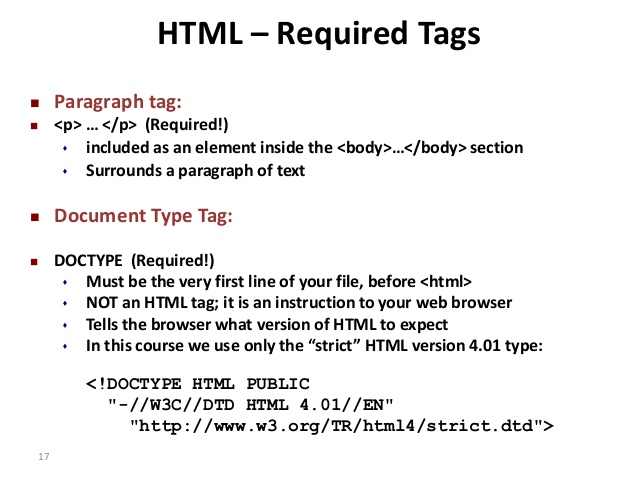 HTML – Required Tags
Paragraph tag:
<p> … </p> (Required!)
included as an element inside the <body>…</body> section
Surrounds a paragraph of text
Document Type Tag:
DOCTYPE (Required!)
Must be the very first line of your file, before <html>
NOT an HTML tag; it is an instruction to your web browser
Tells the browser what version of HTML to expect
In this course we use only the “strict” HTML version 4.01 type:
<!DOCTYPE HTML PUBLIC
"-//W3C//DTD HTML 4.01//EN"
"http://www.w3.org/TR/html4/strict.dtd">
17